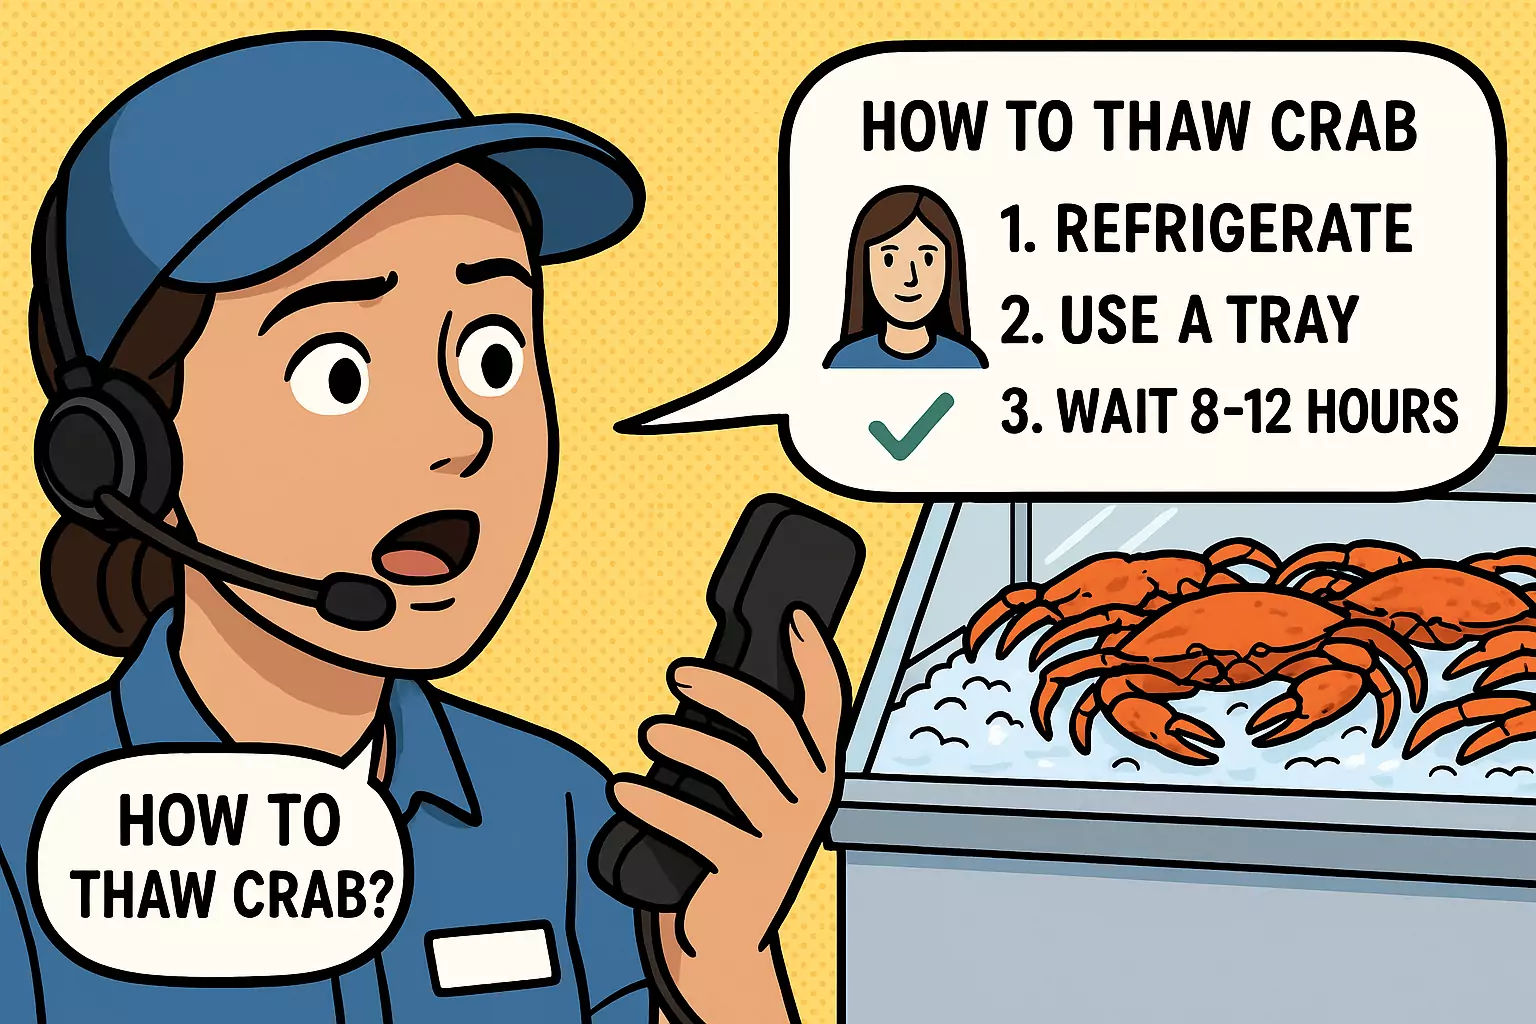 HOW TO THAW CRAB
1. REFRIGERATE
2. USE A TRAY
3. WAIT 8-12 HOURS
HOW TO
THAW CRAB?